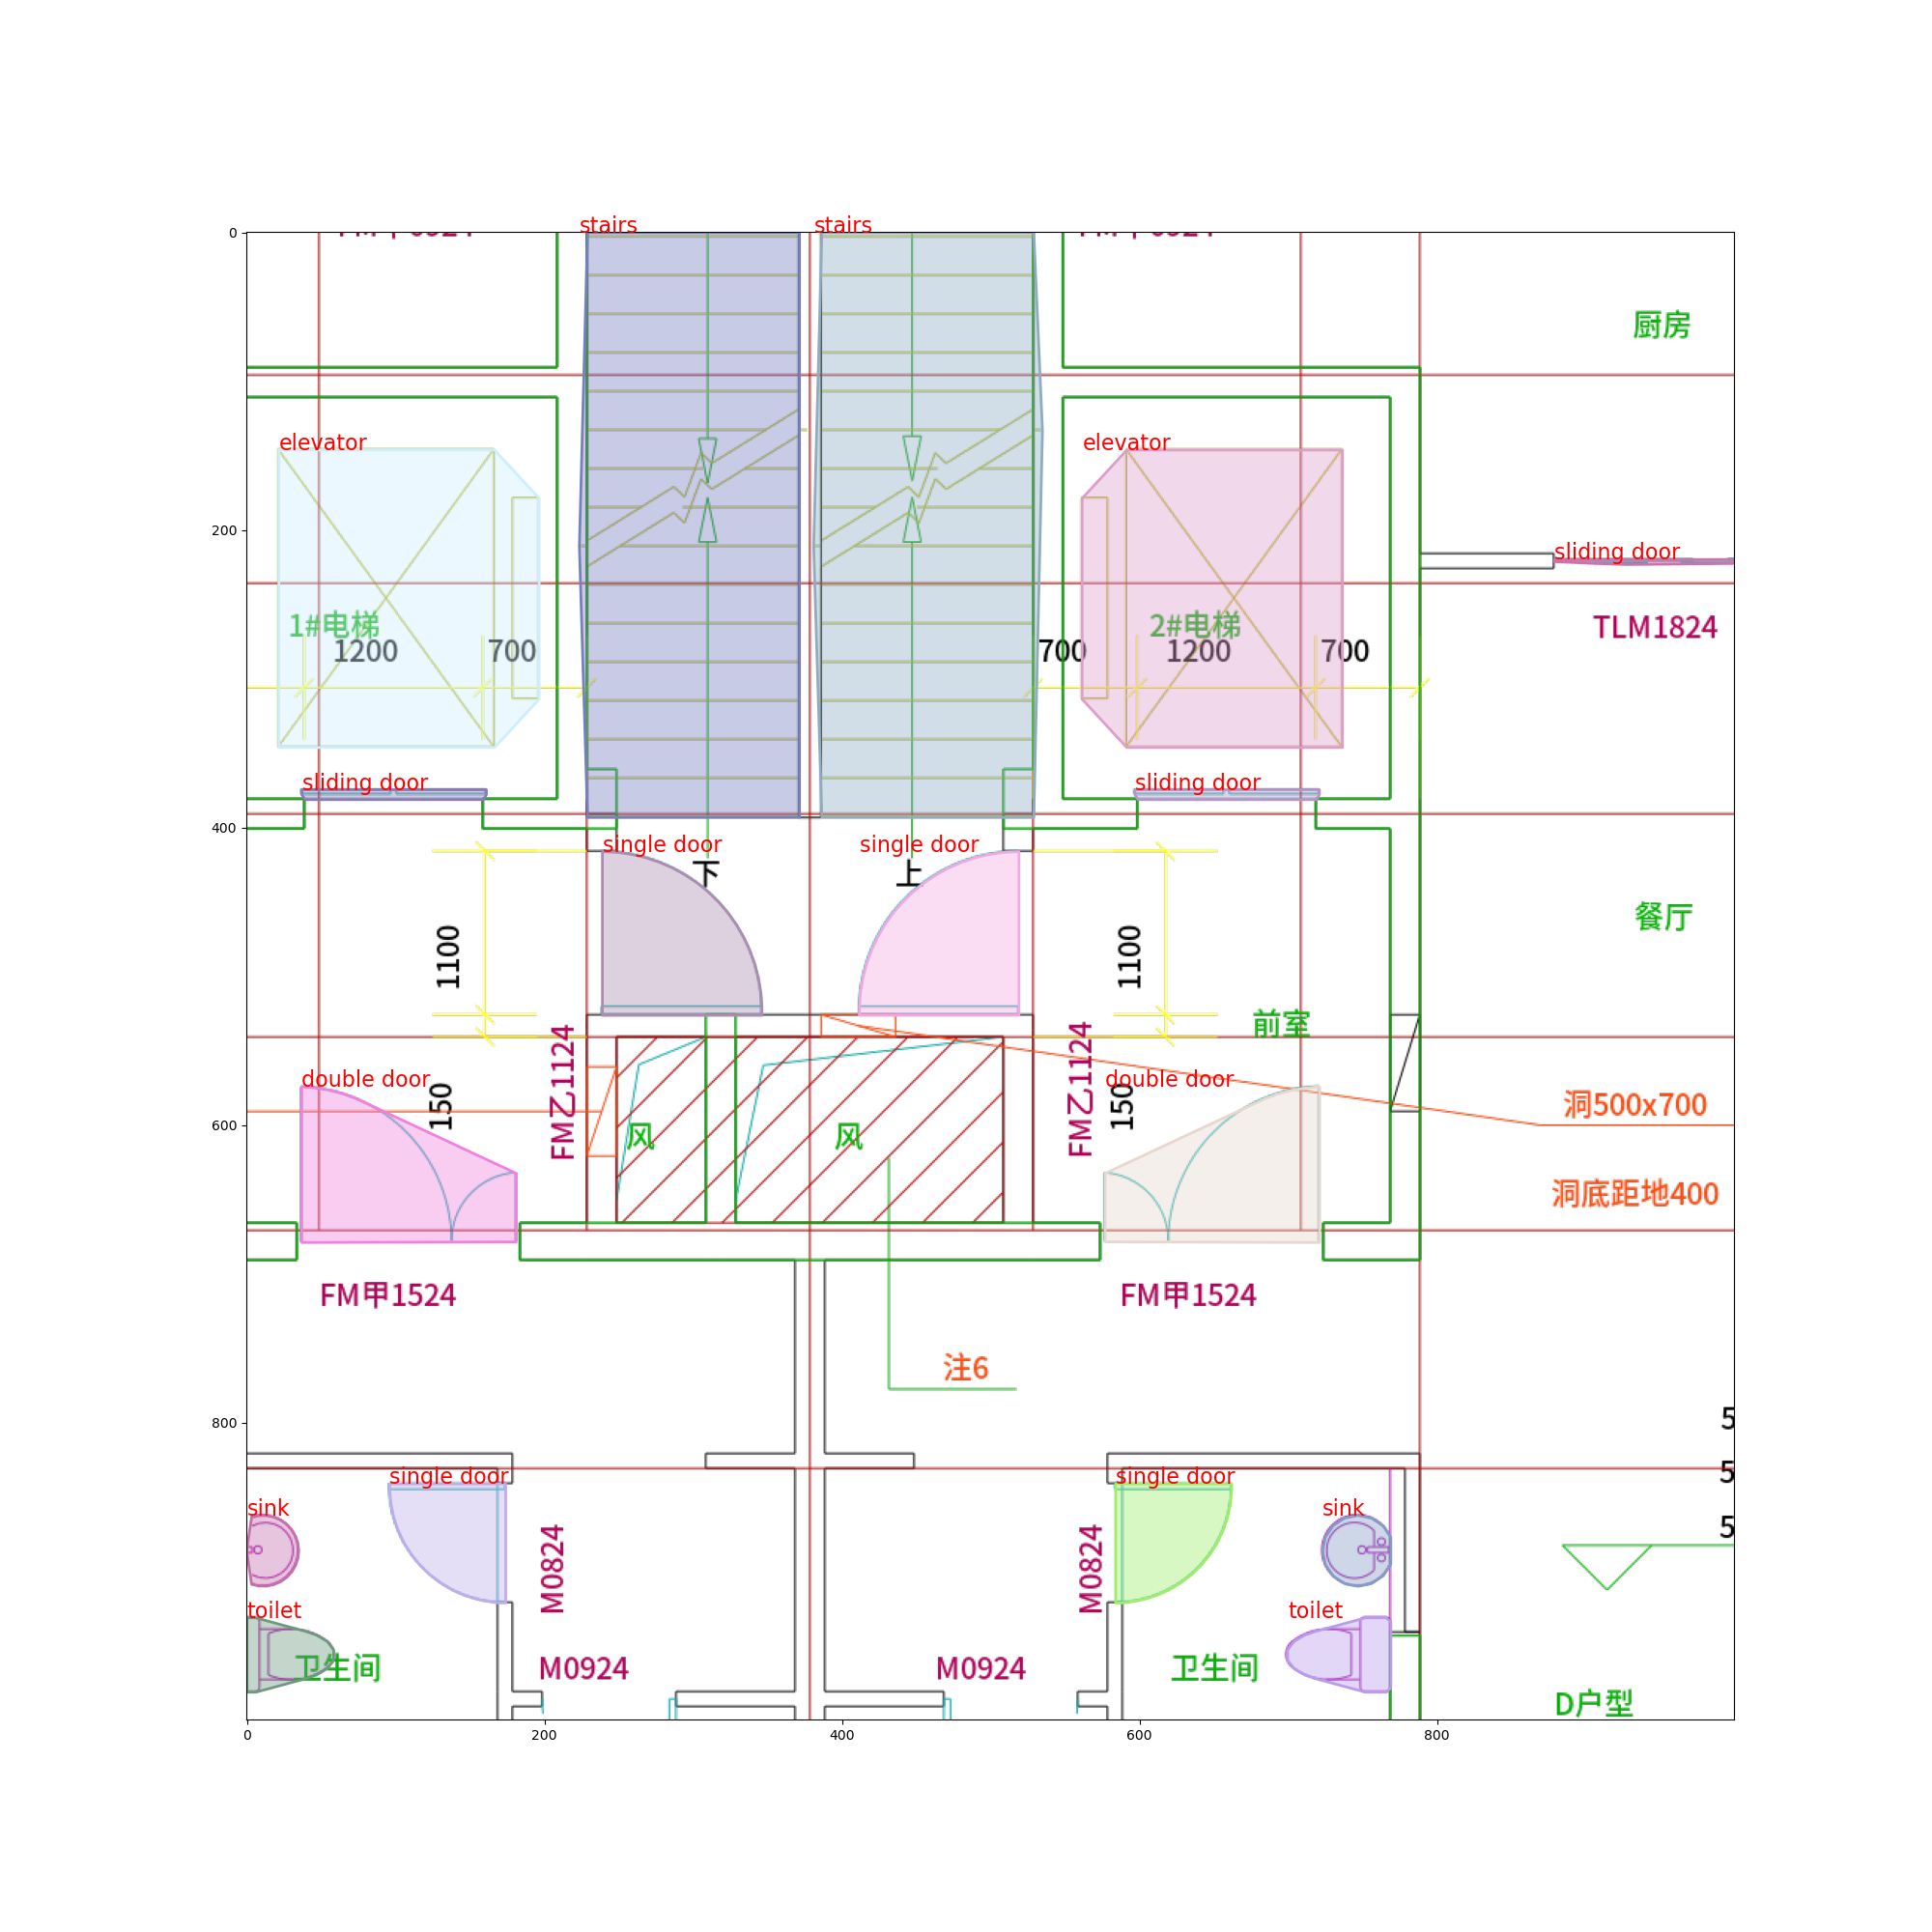 stairs
stairs
0
厨房
elevator
elevator
200
sliding door
1#电梯
2#电梯
TLM1824
1200
700
700
1200
700
sliding door
sliding door
400
single door
single door
下
上
餐厅
1100
1100
前室
FM乙1124
FM乙1124
double door
double door
150
150
洞500x700
600
风
风
洞底距地400
FM甲1524
FM甲1524
注6
800
5
single door
single door
5
sink
sink
5
M0824
M0824
toilet
toilet
卫生间
M0924
M0924
卫生间
D户型
0
200
400
600
800